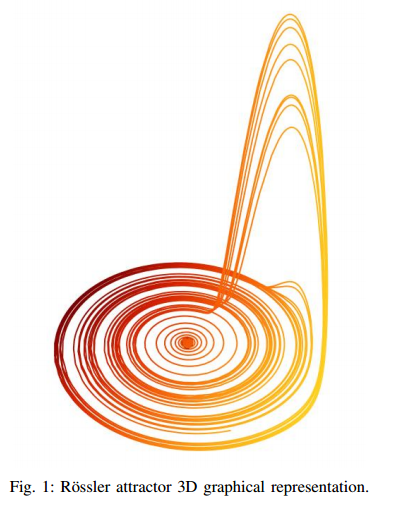 Fig. 1: Rössler attractor 3D graphical representation.